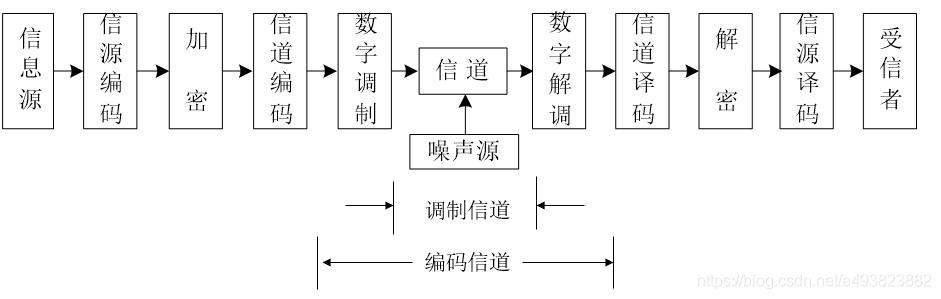 信息源
信源编码
加密
信道编码
数字调制
信道
数字解调
信道译码
解密
信源译码
受信者
噪声源
调制信道
编码信道
https://blog.csdn.net/a493823882